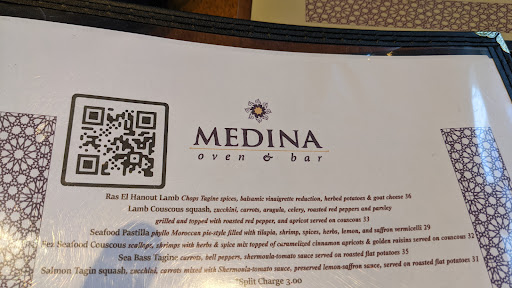 MEDINA
oven & bar
Ras El Hanout Lamb Chops Tagine spices, balsamic vinaigrette reduction, herbed potatoes & goat cheese 36
Lamb Couscous squash, zucchini, carrots, arugula, celery, roasted red peppers and parsley
grilled and topped with roasted red pepper, and apricot served on couscous 33
Seafood Pastilla phyllo Moroccan pie-style filled with tilapia, shrimp, spices, herbs, lemon, and saffron vermicelli 29
Fez Seafood Couscous scallops, shrimps with herbs & spice mix topped of caramelized cinnamon apricots & golden raisins served on couscous 32
Sea Bass Tagine carrots, bell peppers, shermoula-tomato sauce served on roasted flat potatoes 35
Salmon Tagin squash, zucchini, carrots mixed with Shermoula-tomato sauce, preserved lemon-saffron sauce, served on roasted flat potatoes 31
*Split Charge 3.00